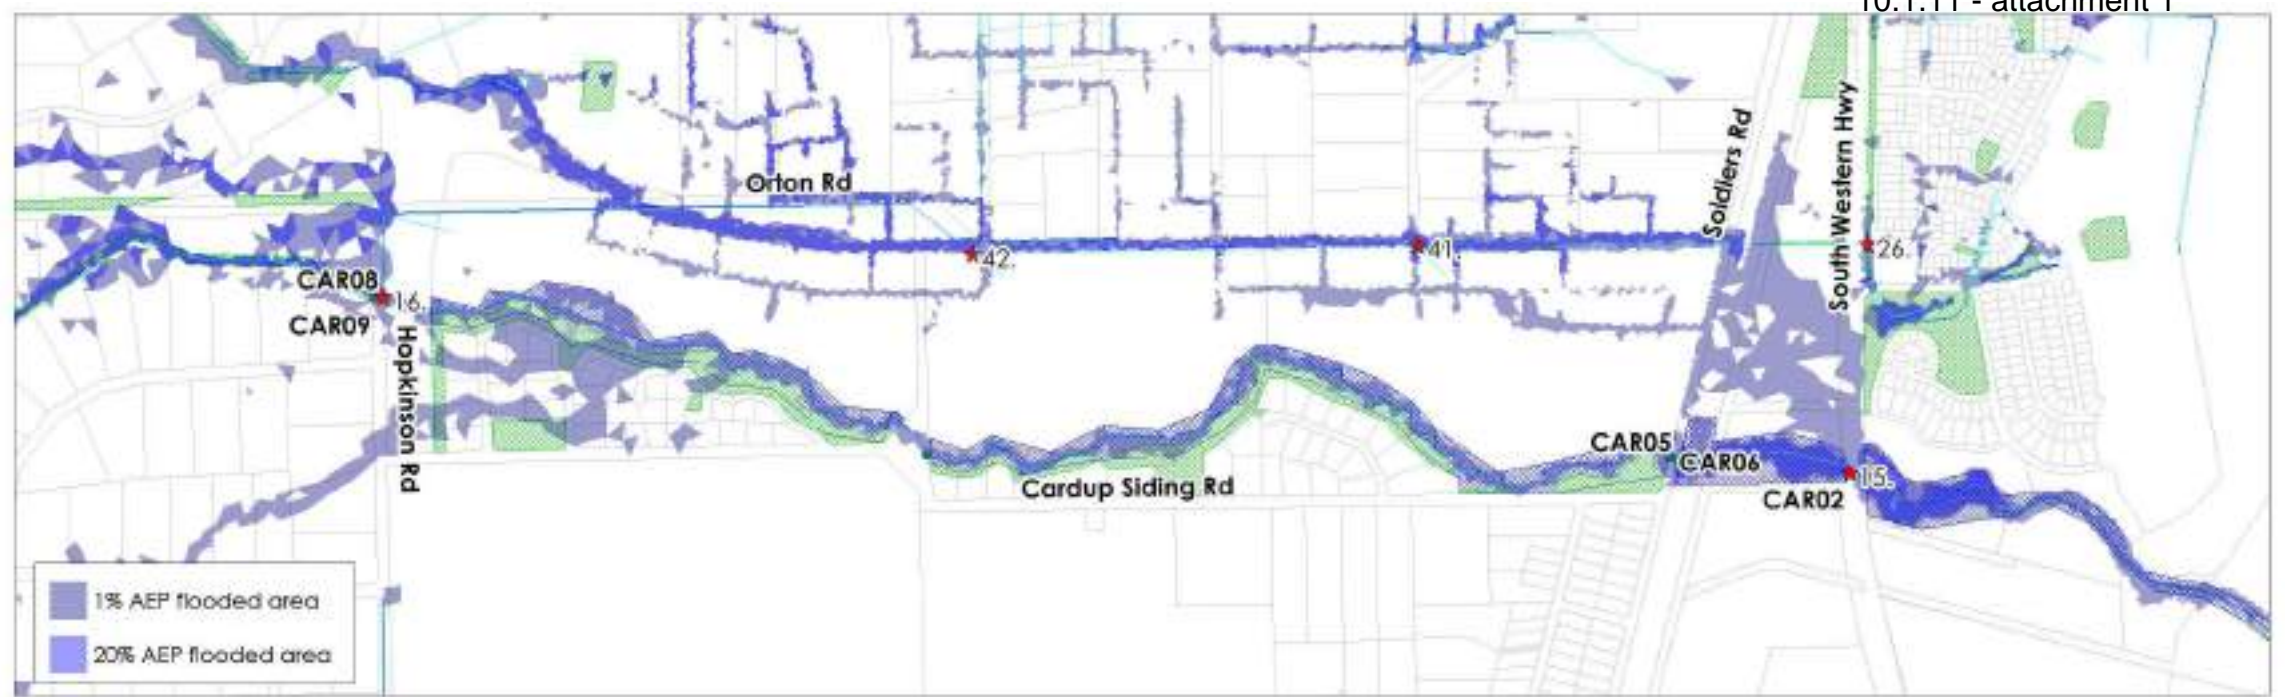 10.1.11 - attachment 1
Soldiers Rd
South Western Hwy
Orton Rd
42.
41.
26.
CAR08
16.
CAR09
Hopkinson Rd
CAR05
CAR06
Cardup Siding Rd
15.
CAR02
1% AEP flooded area
20% AEP flooded area